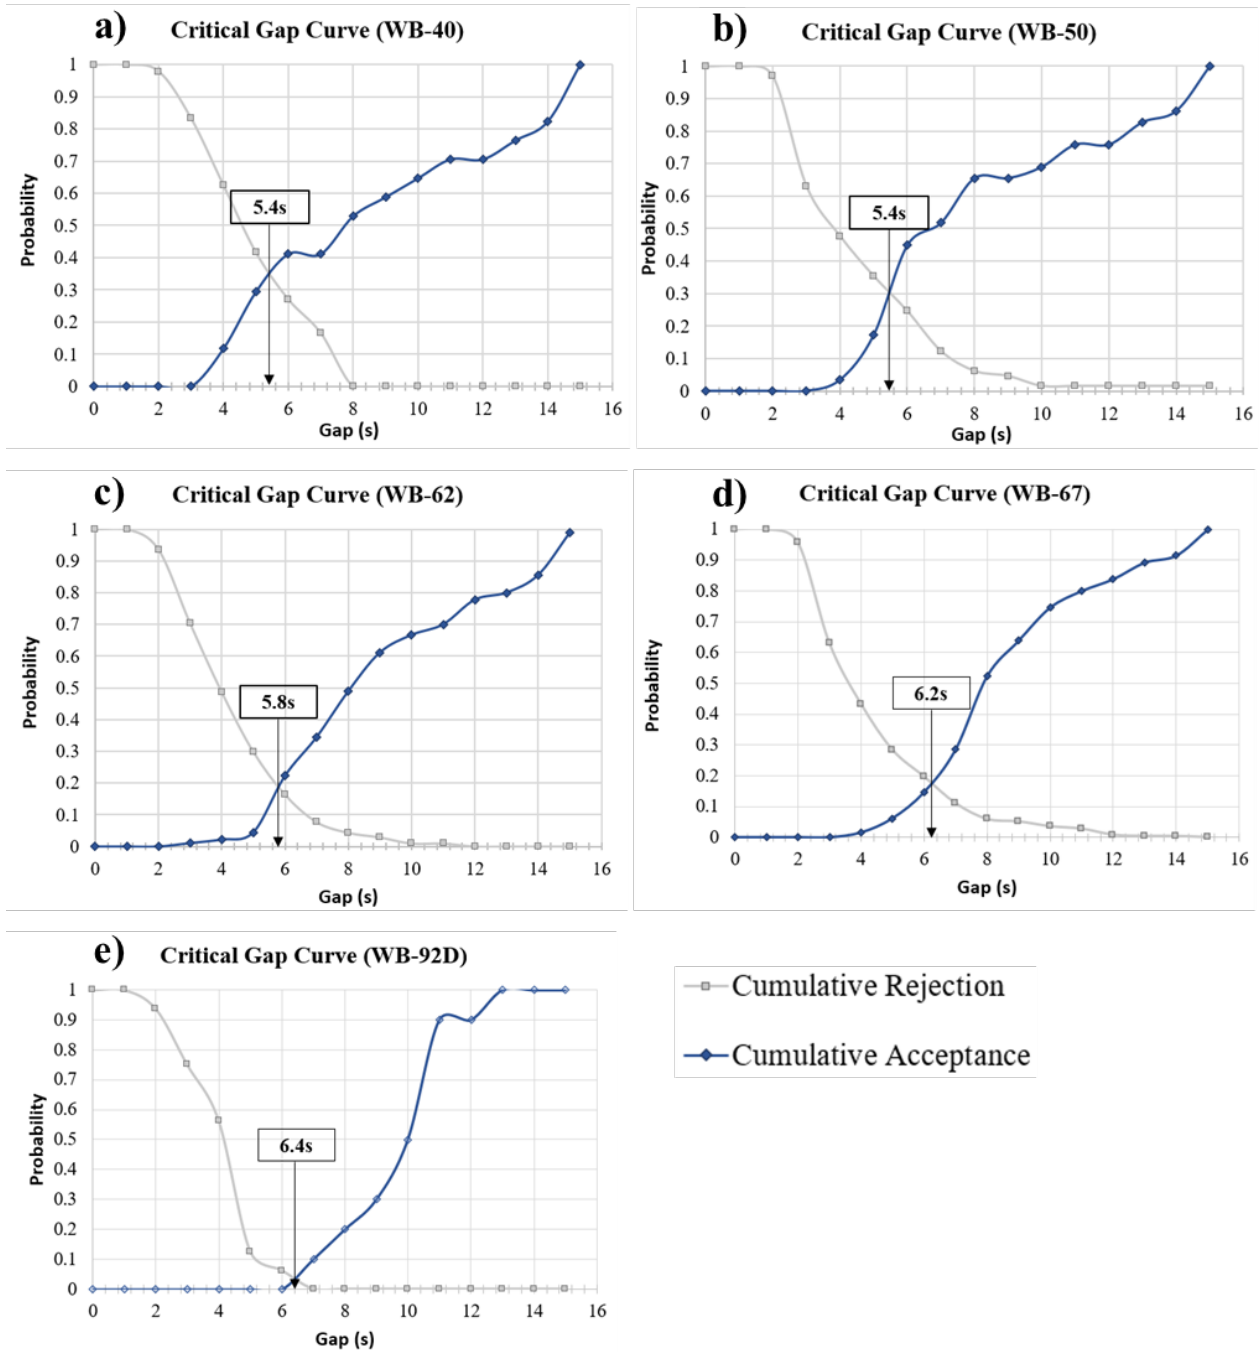 a) Critical Gap Curve (WB-40)
1
0.9
0.8
0.7
0.6
0.5
0.4
0.3
0.2
0.1
0
Probability
5.4s
0 2 4 6 8 10 12 14 16
Gap (s)
b) Critical Gap Curve (WB-50)
1
0.9
0.8
0.7
0.6
0.5
0.4
0.3
0.2
0.1
0
Probability
5.4s
0 2 4 6 8 10 12 14 16
Gap (s)
c) Critical Gap Curve (WB-62)
1
0.9
0.8
0.7
0.6
0.5
0.4
0.3
0.2
0.1
0
Probability
5.8s
0 2 4 6 8 10 12 14 16
Gap (s)
d) Critical Gap Curve (WB-67)
1
0.9
0.8
0.7
0.6
0.5
0.4
0.3
0.2
0.1
0
Probability
6.2s
0 2 4 6 8 10 12 14 16
Gap (s)
e) Critical Gap Curve (WB-92D)
1
0.9
0.8
0.7
0.6
0.5
0.4
0.3
0.2
0.1
0
Probability
6.4s
0 2 4 6 8 10 12 14 16
Gap (s)
Cumulative Rejection
Cumulative Acceptance